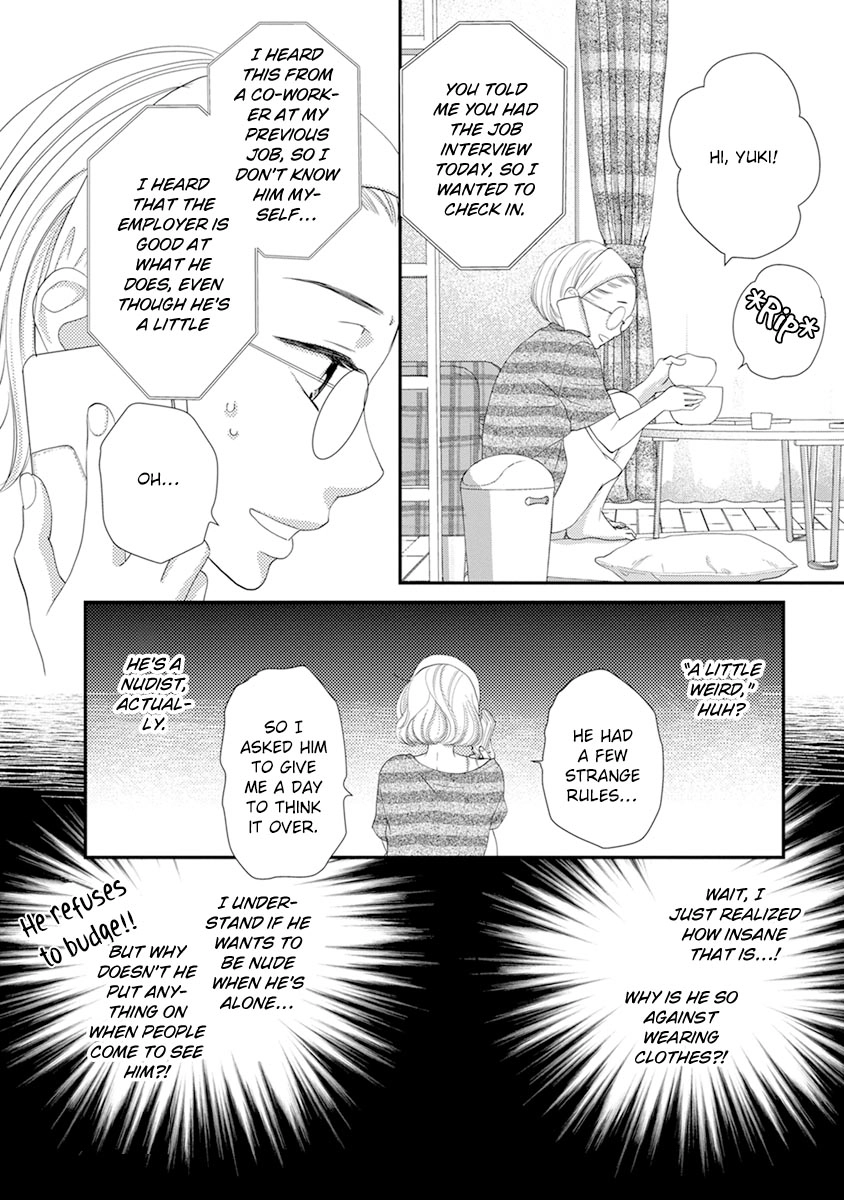 HI, YUKI!
*Rip*
YOU TOLD
ME YOU HAD
THE JOB
INTERVIEW
TODAY, SO I
WANTED TO
CHECK IN.
I HEARD
THIS FROM
A CO-WORK-
ER AT MY
PREVIOUS
JOB, SO I
DON'T KNOW
HIM MY-
SELF...
I HEARD
THAT THE
EMPLOYER IS
GOOD AT
WHAT HE
DOES, EVEN
THOUGH HE'S
A LITTLE
OH...
"A LITTLE
WEIRD,"
HUH?
HE HAD
A FEW
STRANGE
RULES...
SO I
ASKED HIM
TO GIVE
ME A DAY
TO THINK
IT OVER.
HE'S A
NUDIST,
ACTUAL-
LY.
WAIT, I
JUST REALIZED
HOW INSANE
THAT IS...!
WHY IS HE SO
AGAINST
WEARING
CLOTHES?!
I UNDER-
STAND IF HE
WANTS TO
BE NUDE
WHEN HE'S
ALONE...
BUT WHY
DOESN'T HE
PUT ANY-
THING ON
WHEN PEOPLE
COME TO SEE
HIM?!
He refuses
to budge!!